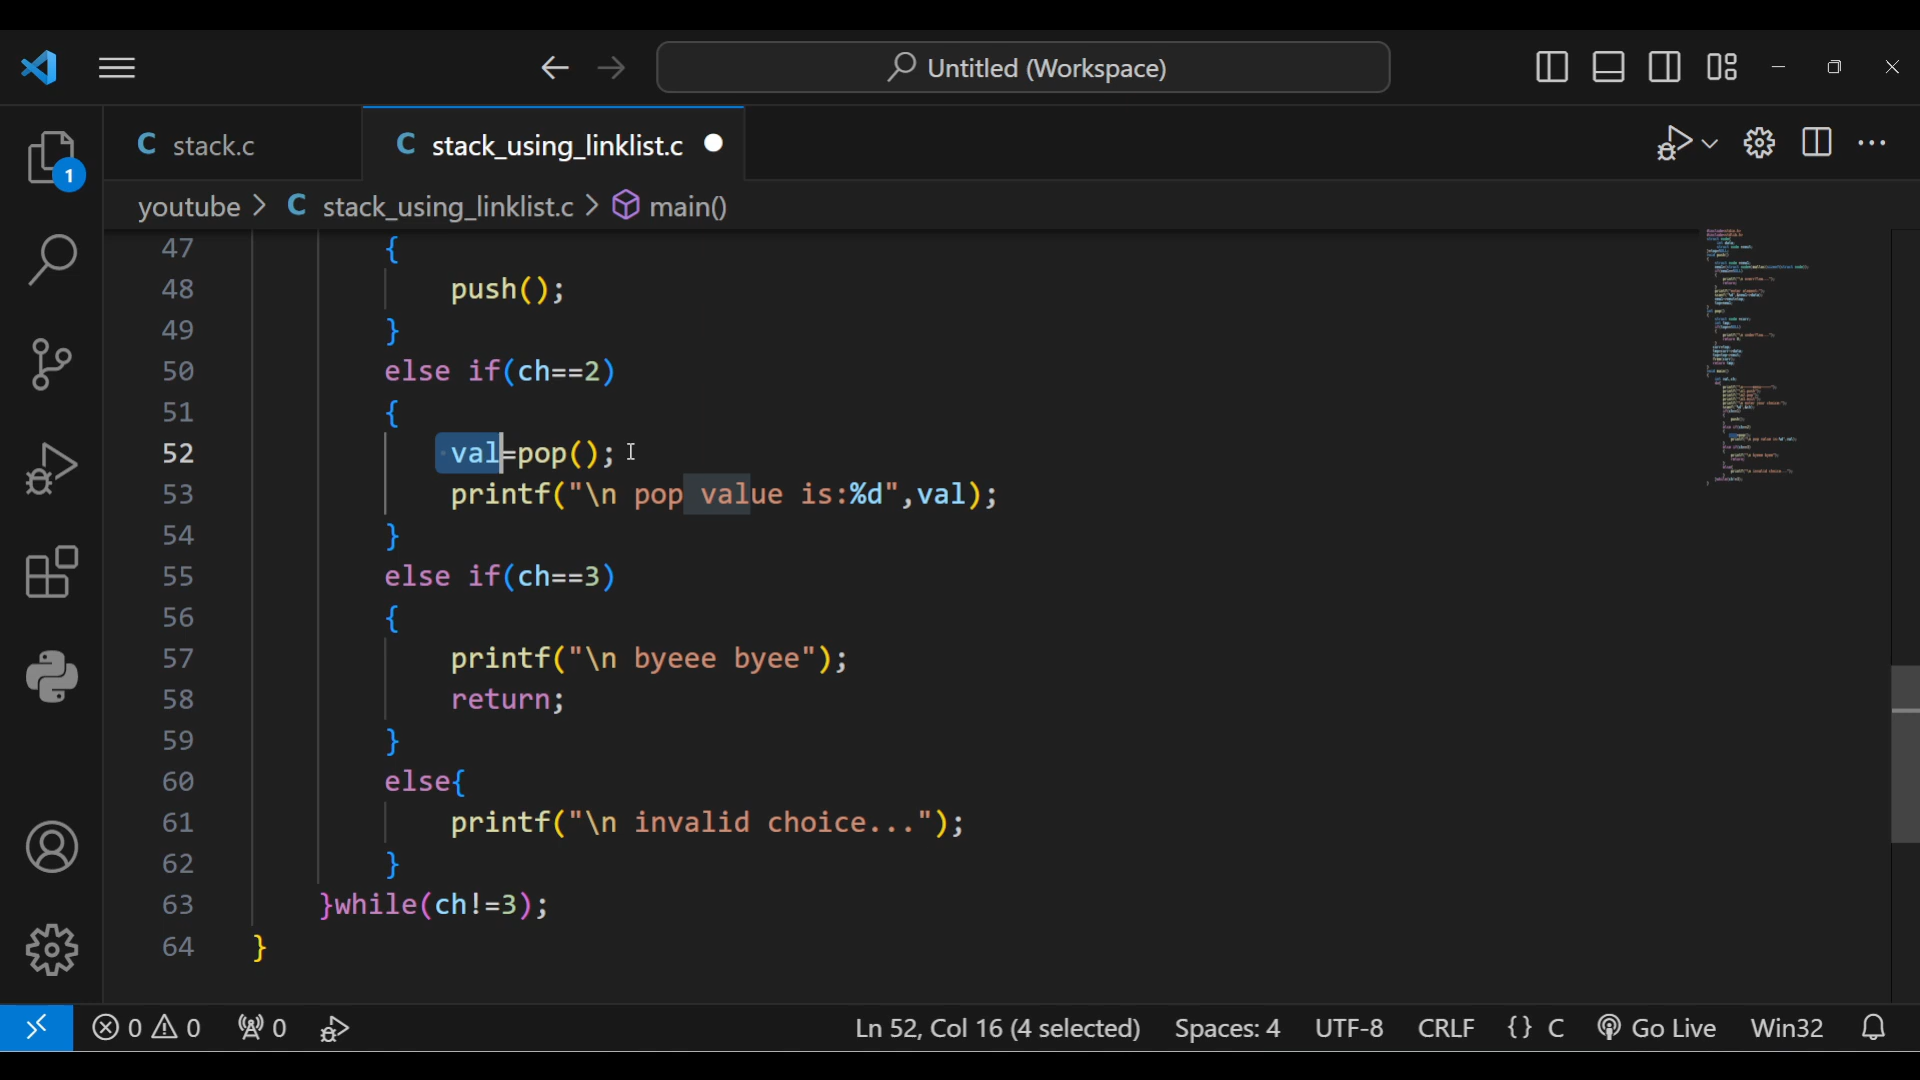 Untitled (Workspace)
C stack.c
C stack_using_linklist.c
1
youtube > C stack_using_linklist.c > main()
47 {
48 push();
49 }
50 else if(ch==2)
51 {
52 val=pop();
53 printf("\n pop value is:%d",val);
54 }
55 else if(ch==3)
56 {
57 printf("\n byeee byee");
58 return;
59 }
60 else{
61 printf("\n invalid choice...");
62 }
63 }while(ch!=3);
64 }
0 0 0 Ln 52, Col 16 (4 selected) Spaces: 4 UTF-8 CRLF {} C Go Live Win32